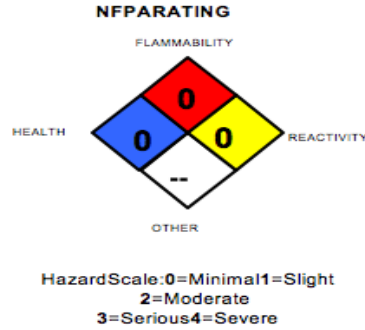 NFPARATING
FLAMMABILITY
0
HEALTH
0
0
REACTIVITY
--
OTHER
HazardScale:0=Minimal1=Slight
2=Moderate
3=Serious4=Severe